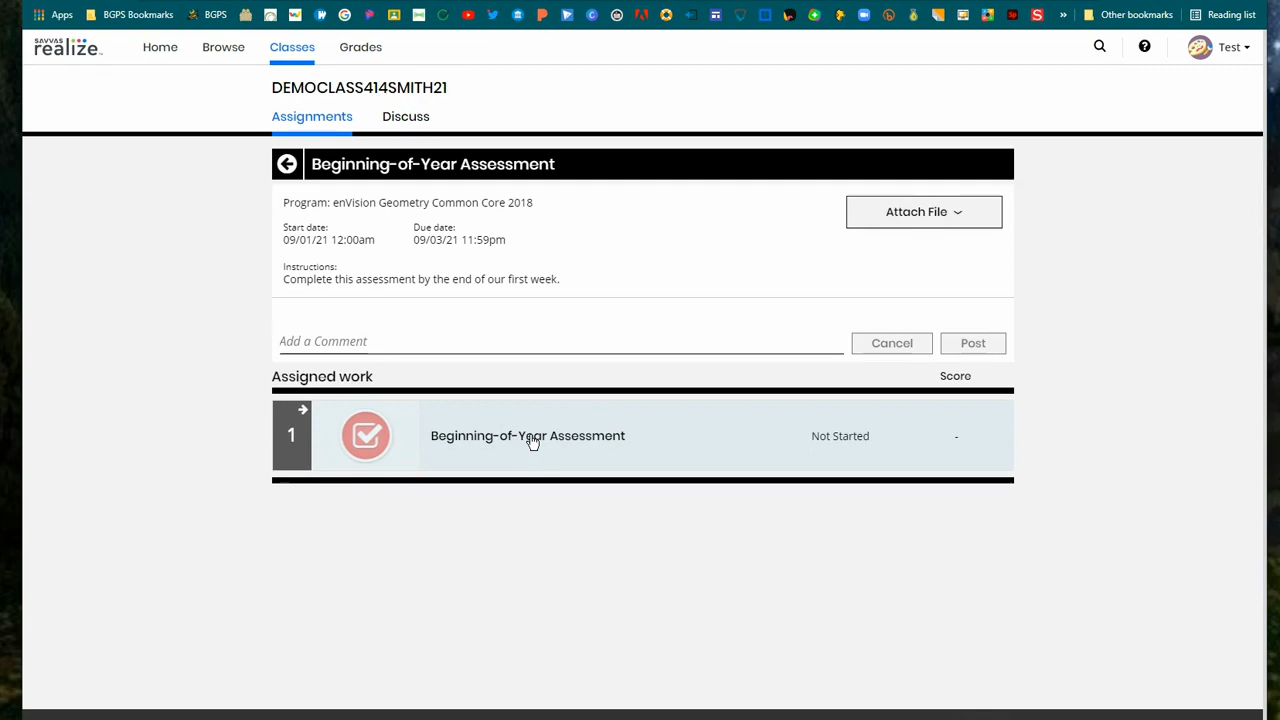 Apps BGPS Bookmarks BGPS » Other bookmarks Reading list
SAVVAS
realize™ Home Browse Classes Grades Test
DEMOCLASS414SMITH21
Assignments Discuss
Beginning-of-Year Assessment
Program: enVision Geometry Common Core 2018
Attach File
Start date: Due date:
09/01/21 12:00am 09/03/21 11:59pm
Instructions:
Complete this assessment by the end of our first week.
Add a Comment Cancel Post
Assigned work Score
1 Beginning-of-Year Assessment Not Started -